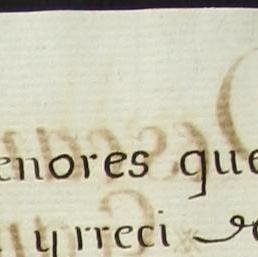 enores que
y rreci